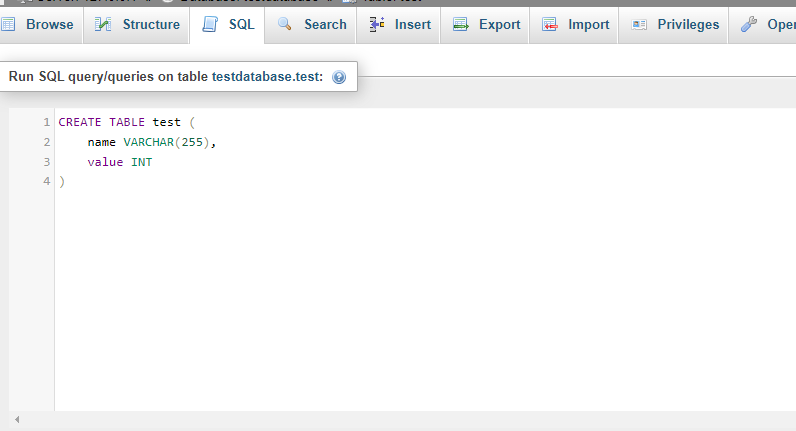 Browse Structure SQL Search Insert Export Import Privileges
Run SQL query/queries on table testdatabase.test:
1 CREATE TABLE test (
2 name VARCHAR(255),
3 value INT
4 )